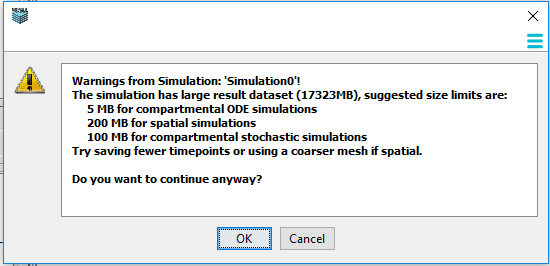 Warnings from Simulation: 'Simulation0'!
The simulation has large result dataset (17323MB), suggested size limits are:
5 MB for compartmental ODE simulations
200 MB for spatial simulations
100 MB for compartmental stochastic simulations
Try saving fewer timepoints or using a coarser mesh if spatial.
Do you want to continue anyway?
OK Cancel